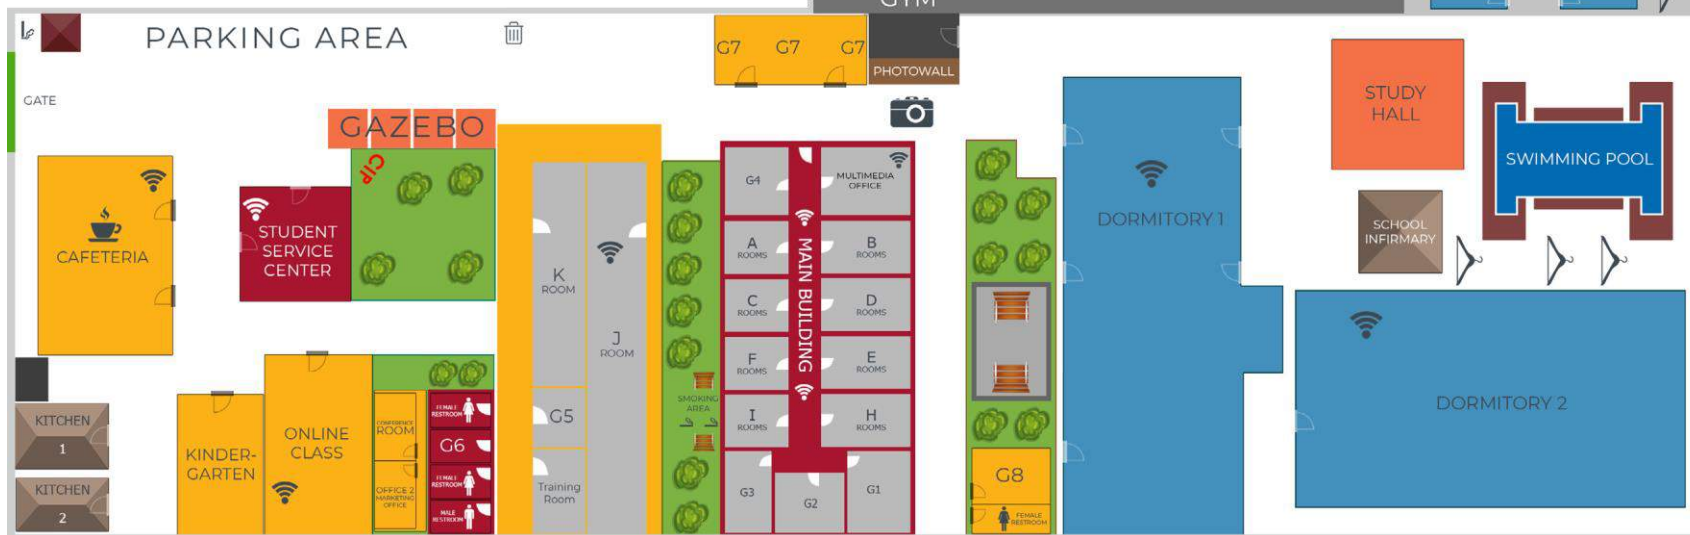 GYM
PARKING AREA
G7
G7
G7
PHOTOWALL
GATE
GAZEBO
CIP
STUDY
HALL
SWIMMING POOL
CAFETERIA
STUDENT
SERVICE
CENTER
K
ROOM
J
ROOM
G5
Training
Room
G4
MULTIMEDIA
OFFICE
A
ROOMS
B
ROOMS
C
ROOMS
D
ROOMS
F
ROOMS
E
ROOMS
I
ROOMS
H
ROOMS
MAIN BUILDING
G3
G2
G1
SMOKING
AREA
DORMITORY 1
SCHOOL
INFIRMARY
DORMITORY 2
KITCHEN
1
KITCHEN
2
KINDER-
GARTEN
ONLINE
CLASS
CONFERENCE
ROOM
OFFICE 2
MARKETING
OFFICE
FEMALE
RESTROOM
G6
FEMALE
RESTROOM
MALE
RESTROOM
G8
FEMALE
RESTROOM